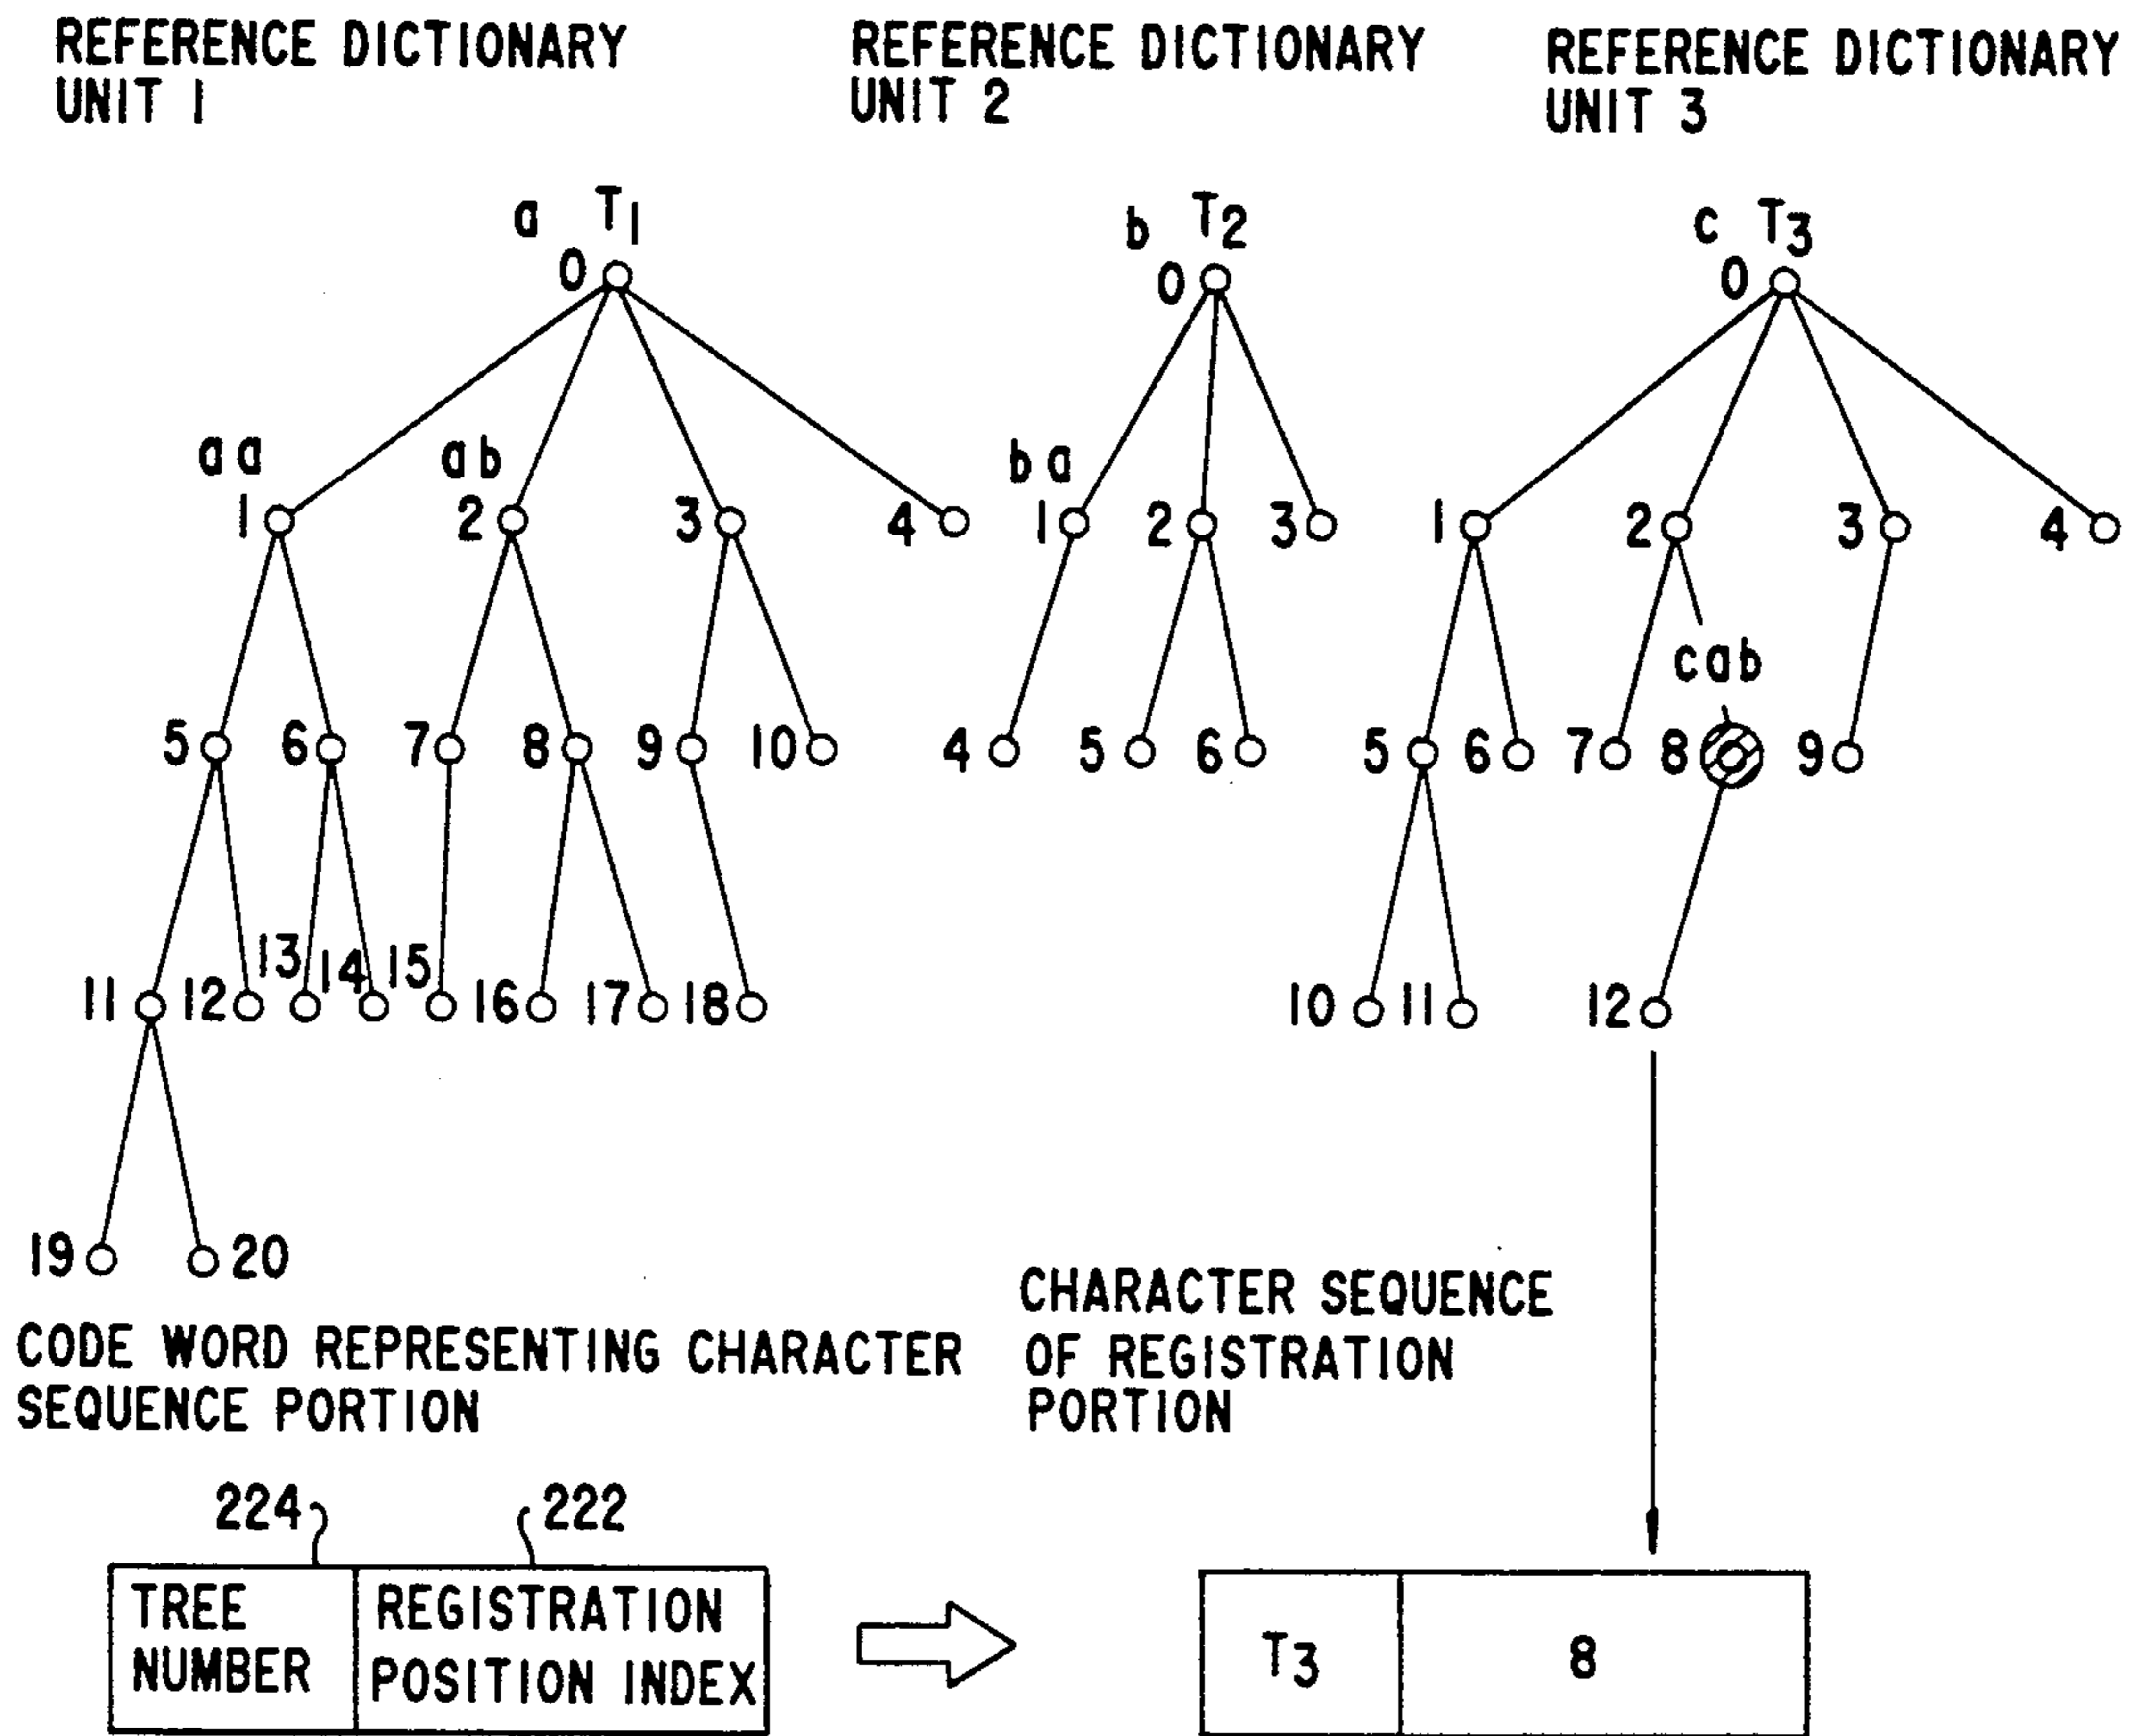 REFERENCE DICTIONARY
UNIT 1
REFERENCE DICTIONARY
UNIT 2
REFERENCE DICTIONARY
UNIT 3
a T1
0
b T2
0
c T3
0
aa
1
ab
2
3
4
ba
1
2
3
1
2
3
4
cab
5
6
7
8
9
10
4
5
6
5
6
7
8
9
11
12
13
14
15
16
17
18
10
11
12
19
20
CODE WORD REPRESENTING CHARACTER
SEQUENCE PORTION
CHARACTER SEQUENCE
OF REGISTRATION
PORTION
224
222
TREE
NUMBER
REGISTRATION
POSITION INDEX
T3
8